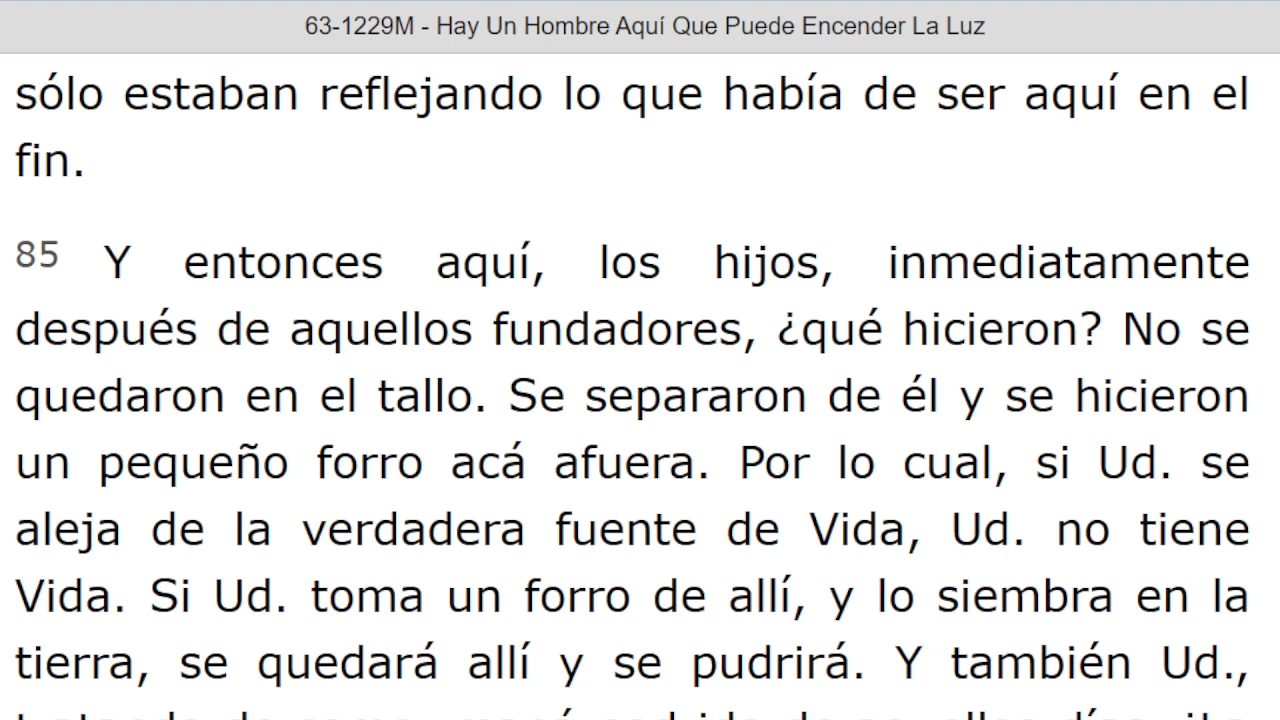 63-1229M - Hay Un Hombre Aquí Que Puede Encender La Luz
sólo estaban reflejando lo que había de ser aquí en el
fin.
85 Y entonces aquí, los hijos, inmediatamente
después de aquellos fundadores, ¿qué hicieron? No se
quedaron en el tallo. Se separaron de él y se hicieron
un pequeño forro acá afuera. Por lo cual, si Ud. se
aleja de la verdadera fuente de Vida, Ud. no tiene
Vida. Si Ud. toma un forro de allí, y lo siembra en la
tierra, se quedará allí y se pudrirá. Y también Ud.,